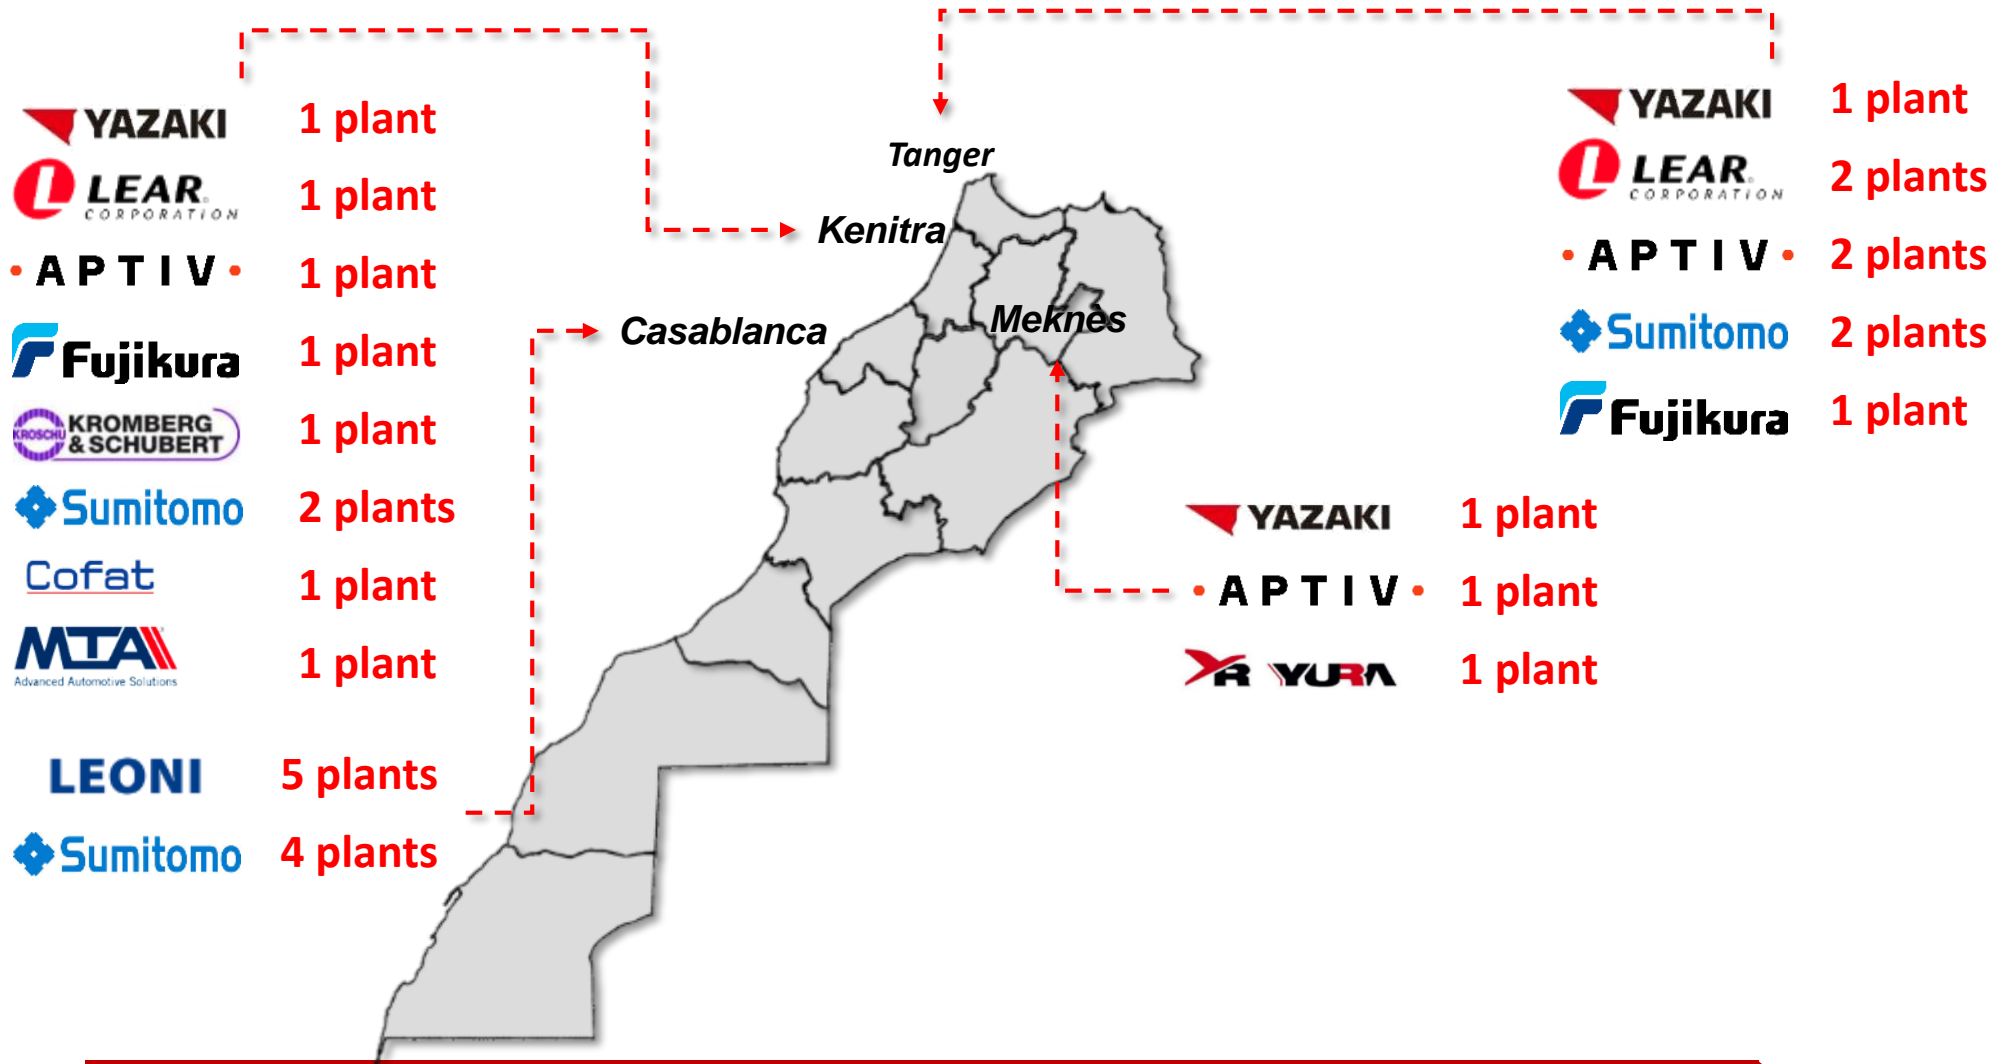 YAZAKI 1 plant
LEAR. 1 plant
CORPORATION
APTIV 1 plant
Fujikura 1 plant
KROSCHU KROMBERG & SCHUBERT 1 plant
Sumitomo 2 plants
Cofat 1 plant
MTA 1 plant
Advanced Automotive Solutions
LEONI 5 plants
Sumitomo 4 plants
Tanger
Kenitra
Casablanca
Meknès
YAZAKI 1 plant
LEAR. 2 plants
CORPORATION
APTIV 2 plants
Sumitomo 2 plants
Fujikura 1 plant
YAZAKI 1 plant
APTIV 1 plant
YR YURA 1 plant